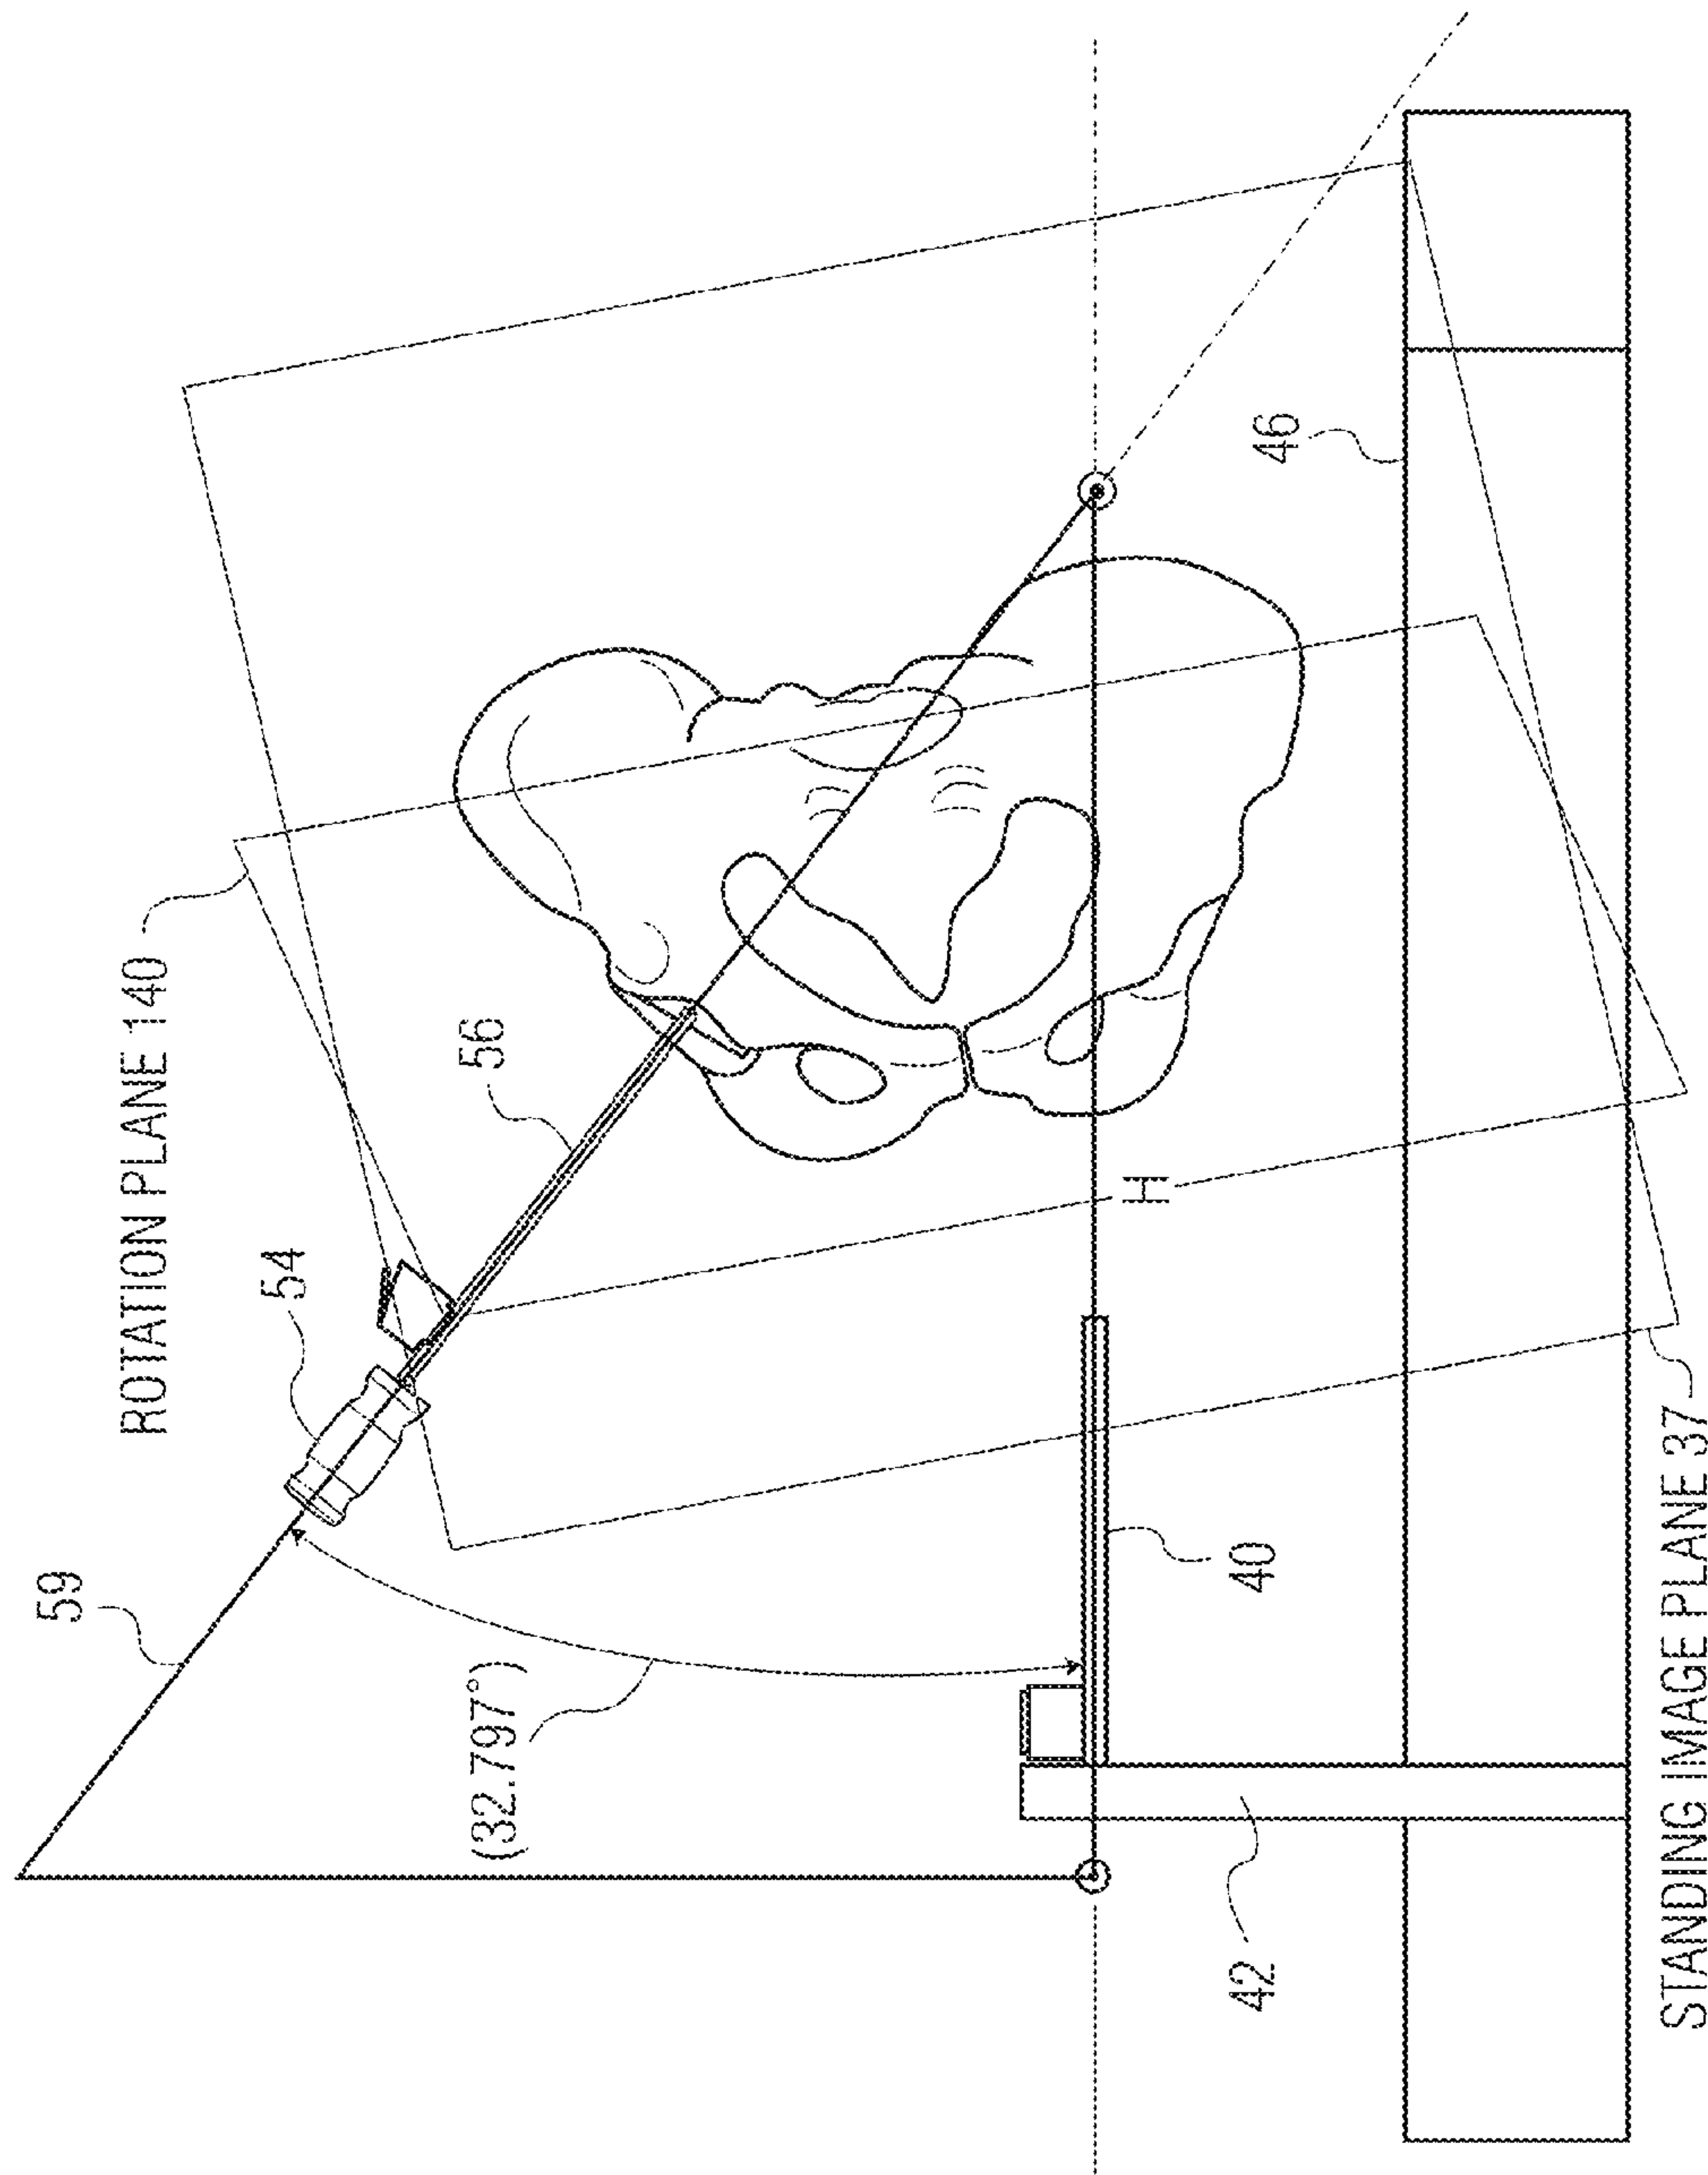 59
54
ROTATION PLANE 140
56
(32.797°)
H
46
40
42
STANDING IMAGE PLANE 37